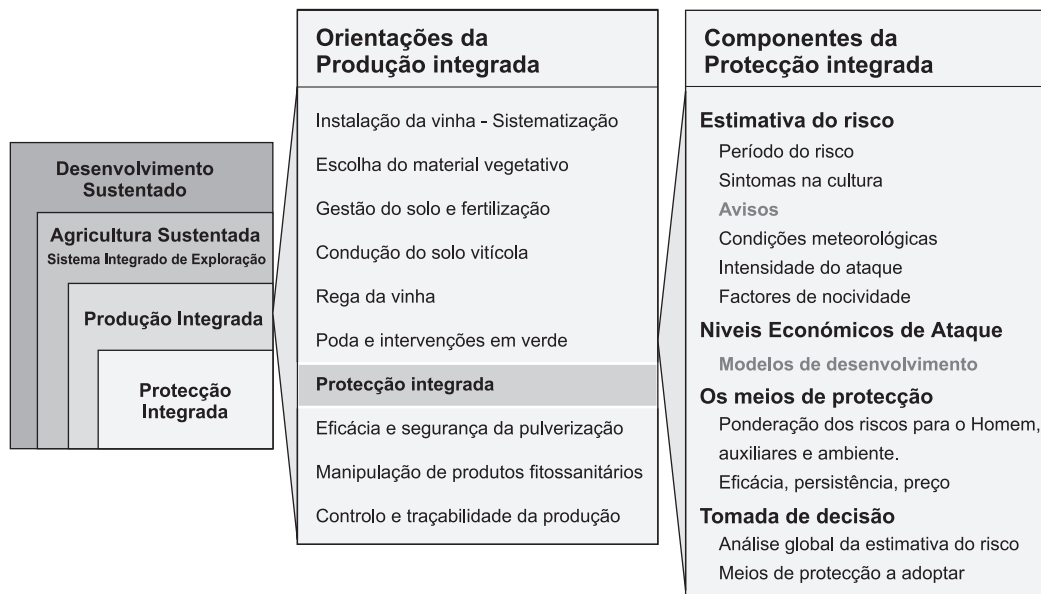 Desenvolvimento
Sustentado
Agricultura Sustentada
Sistema Integrado de Exploração
Produção Integrada
Protecção
Integrada
Orientações da
Produção integrada
Instalação da vinha - Sistematização
Escolha do material vegetativo
Gestão do solo e fertilização
Condução do solo vitícola
Rega da vinha
Poda e intervenções em verde
Protecção integrada
Eficácia e segurança da pulverização
Manipulação de produtos fitossanitários
Controlo e traçabilidade da produção
Componentes da
Protecção integrada
Estimativa do risco
Período do risco
Sintomas na cultura
Avisos
Condições meteorológicas
Intensidade do ataque
Factores de nocividade
Niveis Económicos de Ataque
Modelos de desenvolvimento
Os meios de protecção
Ponderação dos riscos para o Homem,
auxiliares e ambiente.
Eficácia, persistência, preço
Tomada de decisão
Análise global da estimativa do risco
Meios de protecção a adoptar